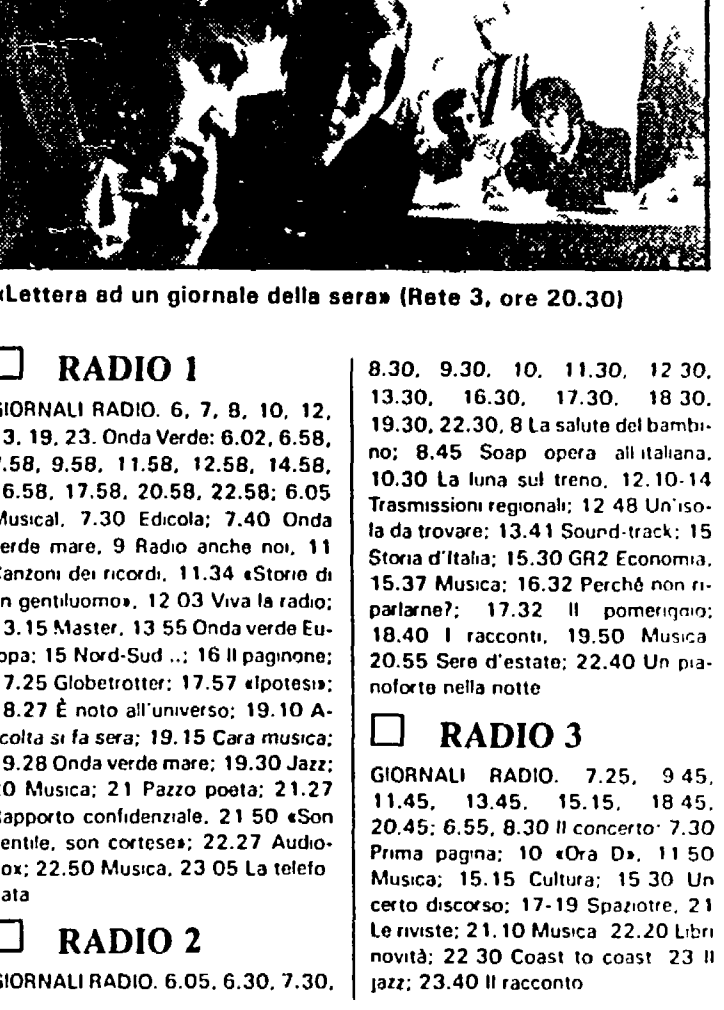 «Lettera ad un giornale della sera» (Rete 3, ore 20.30)
RADIO 1
GIORNALI RADIO. 6, 7, 8, 10, 12,
13, 19, 23. Onda Verde: 6.02, 6.58,
7.58, 9.58, 11.58, 12.58, 14.58,
16.58, 17.58, 20.58, 22.58; 6.05
Musical, 7.30 Edicola; 7.40 Onda
verde mare, 9 Radio anche noi, 11
Canzoni dei ricordi, 11.34 «Storie di
un gentiluomo», 12 03 Viva la radio;
13.15 Master, 13 55 Onda verde Eu-
ropa; 15 Nord-Sud ..; 16 Il paginone;
17.25 Globetrotter; 17.57 «Ipotesi»;
18.27 È noto all'universo; 19.10 A-
scolta si fa sera; 19.15 Cara musica;
19.28 Onda verde mare; 19.30 Jazz;
20 Musica; 21 Pazzo poeta; 21.27
Rapporto confidenziale, 21 50 «Son
gentile, son cortese»; 22.27 Audio-
box; 22.50 Musica, 23 05 La telefo
nata
RADIO 2
GIORNALI RADIO. 6.05, 6.30, 7.30,
8.30, 9.30, 10, 11.30, 12 30,
13.30, 16.30, 17.30, 18 30,
19.30, 22.30, 8 La salute del bambi-
no; 8.45 Soap opera all italiana,
10.30 La luna sul treno, 12.10-14
Trasmissioni regionali; 12 48 Un'iso-
la da trovare; 13.41 Sound-track; 15
Storia d'Italia; 15.30 GR2 Economia,
15.37 Musica; 16.32 Perché non ri-
parlarne?; 17.32 Il pomeriggio;
18.40 I racconti, 19.50 Musica
20.55 Sere d'estate; 22.40 Un pia-
noforte nella notte
RADIO 3
GIORNALI RADIO. 7.25, 9 45,
11.45, 13.45, 15.15, 18 45,
20.45; 6.55, 8.30 Il concerto· 7.30
Prima pagina; 10 «Ora D», 11 50
Musica; 15.15 Cultura; 15 30 Un
certo discorso; 17-19 Spaziotre, 21
Le riviste; 21.10 Musica 22.20 Libri
novità; 22 30 Coast to coast 23 Il
jazz; 23.40 Il racconto